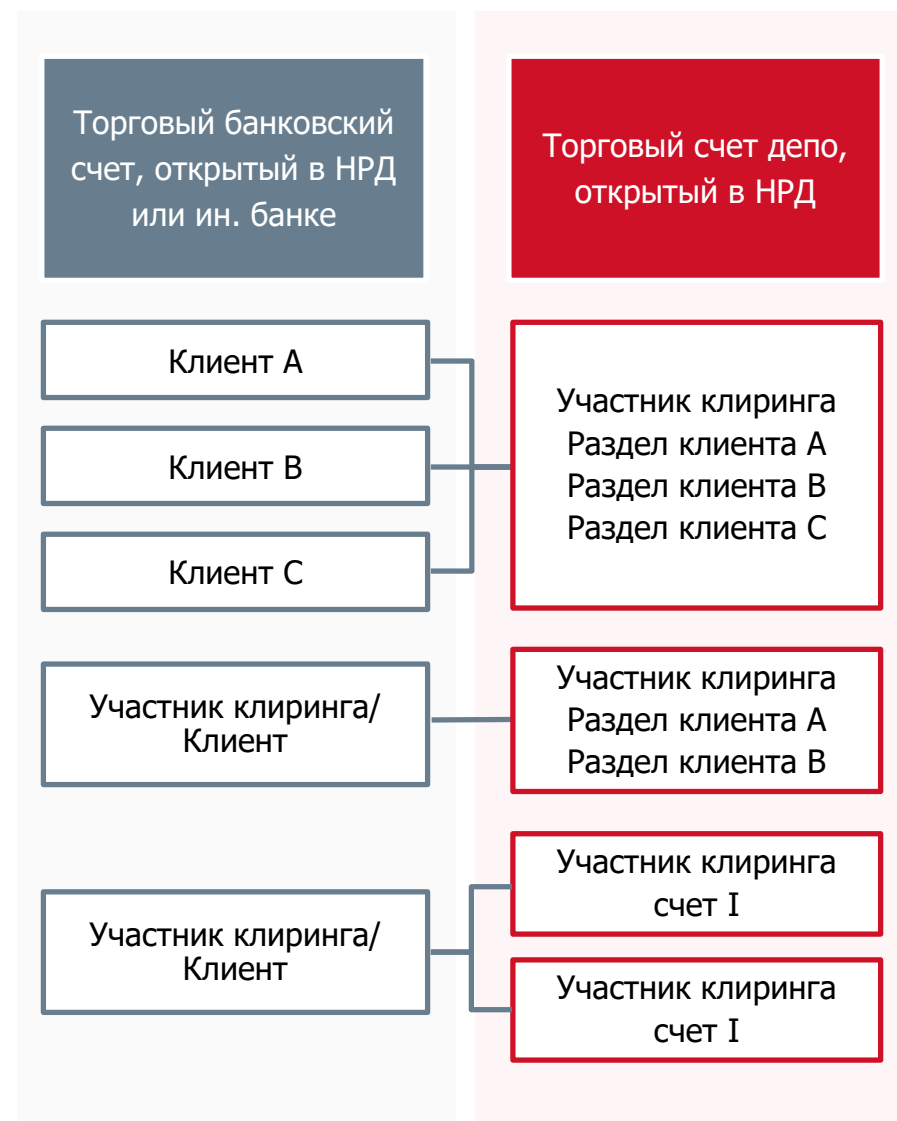 Торговый банковский
счет, открытый в НРД
или ин. банке
Торговый счет депо,
открытый в НРД
Клиент А
Клиент В
Клиент С
Участник клиринга
Раздел клиента А
Раздел клиента В
Раздел клиента С
Участник клиринга/
Клиент
Участник клиринга
Раздел клиента А
Раздел клиента В
Участник клиринга/
Клиент
Участник клиринга
счет I
Участник клиринга
счет I